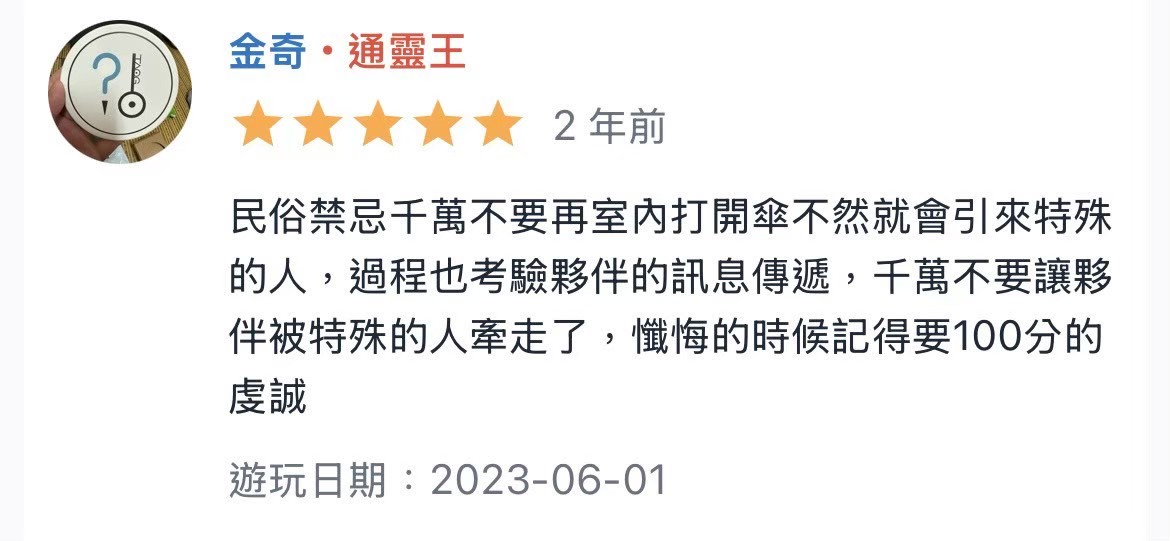 金奇・通靈王
2 年前
民俗禁忌千萬不要再室內打開傘不然就會引來特殊
的人，過程也考驗夥伴的訊息傳遞，千萬不要讓夥
伴被特殊的人牽走了，懺悔的時候記得要100分的
虔誠
遊玩日期：2023-06-01